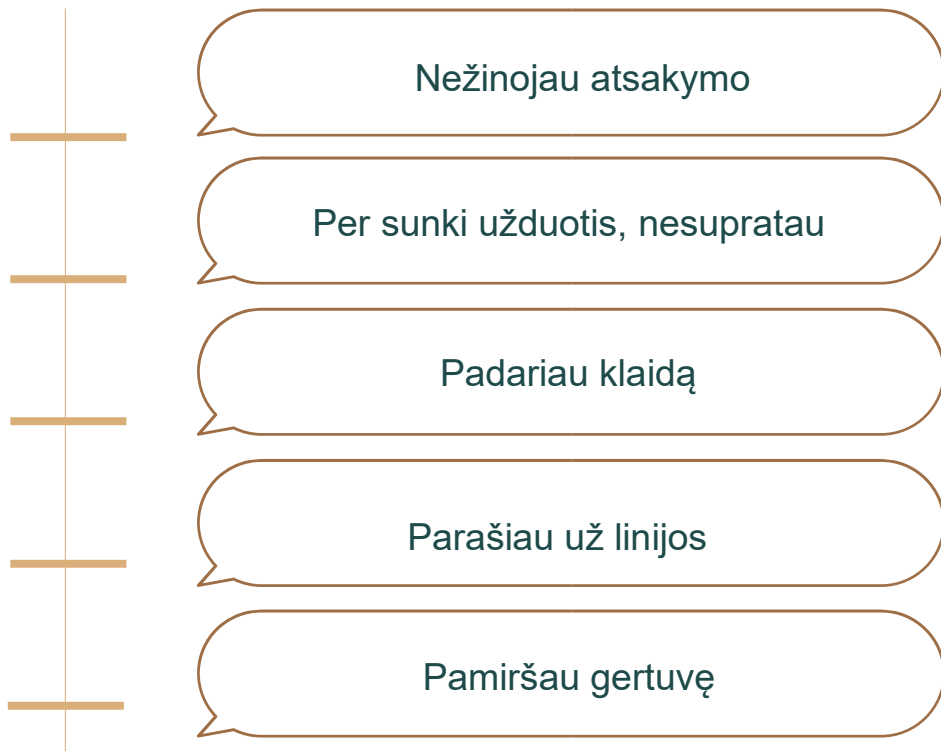 Nežinojau atsakymo
Per sunki užduotis, nesupratau
Padariau klaidą
Parašiau už linijos
Pamiršau gertuvę